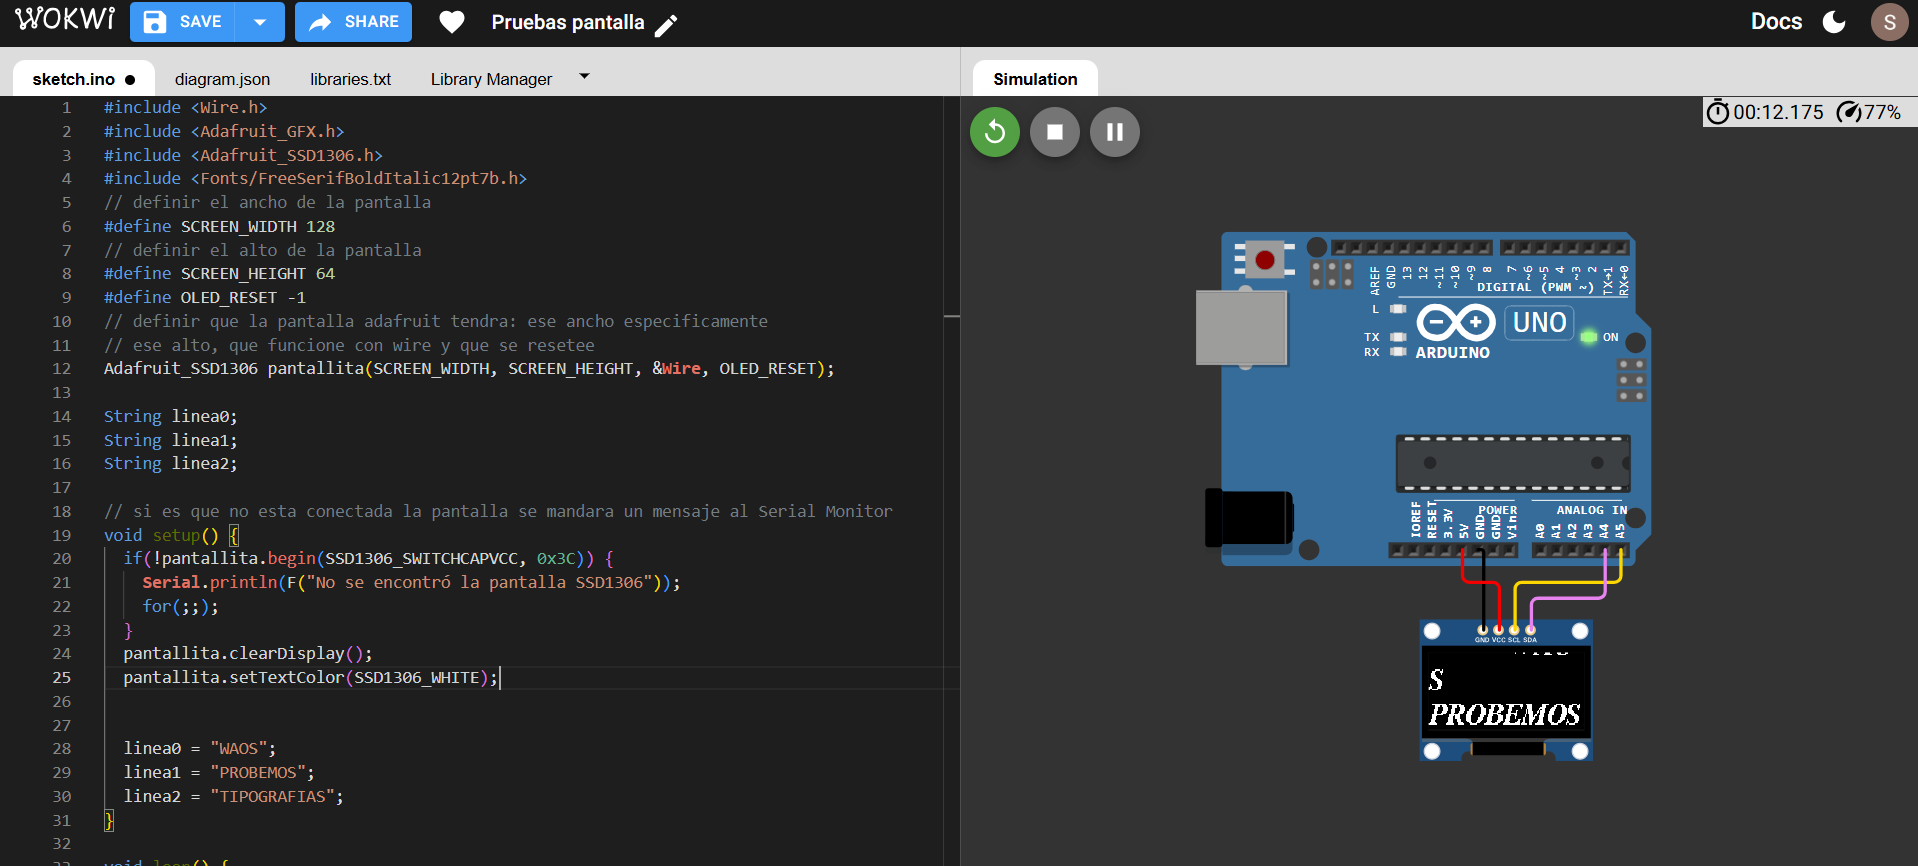 WOKWI SAVE SHARE Pruebas pantalla Docs S
sketch.ino diagram.json libraries.txt Library Manager Simulation
00:12.175 77%
1 #include <Wire.h>
2 #include <Adafruit_GFX.h>
3 #include <Adafruit_SSD1306.h>
4 #include <Fonts/FreeSerifBoldItalic12pt7b.h>
5 // definir el ancho de la pantalla
6 #define SCREEN_WIDTH 128
7 // definir el alto de la pantalla
8 #define SCREEN_HEIGHT 64
9 #define OLED_RESET -1
10 // definir que la pantalla adafruit tendra: ese ancho especificamente
11 // ese alto, que funcione con wire y que se resetee
12 Adafruit_SSD1306 pantallita(SCREEN_WIDTH, SCREEN_HEIGHT, &Wire, OLED_RESET);
13
14 String linea0;
15 String linea1;
16 String linea2;
17
18 // si es que no esta conectada la pantalla se mandara un mensaje al Serial Monitor
19 void setup() {
20 if(!pantallita.begin(SSD1306_SWITCHCAPVCC, 0x3C)) {
21 Serial.println(F("No se encontró la pantalla SSD1306"));
22 for(;;);
23 }
24 pantallita.clearDisplay();
25 pantallita.setTextColor(SSD1306_WHITE);
26
27
28 linea0 = "WAOS";
29 linea1 = "PROBEMOS";
30 linea2 = "TIPOGRAFIAS";
31 }
32
33 void loop() {
AREF GND 13 12 ~11 ~10 ~9 8 7 ~6 ~5 4 ~3 2 TX→1 RX←0
DIGITAL (PWM ~)
L
TX
RX
UNO
ON
ARDUINO
POWER ANALOG IN
IOREF RESET 3.3V 5V GND GND Vin A0 A1 A2 A3 A4 A5
GND VCC SCL SDA
S
PROBEMOS